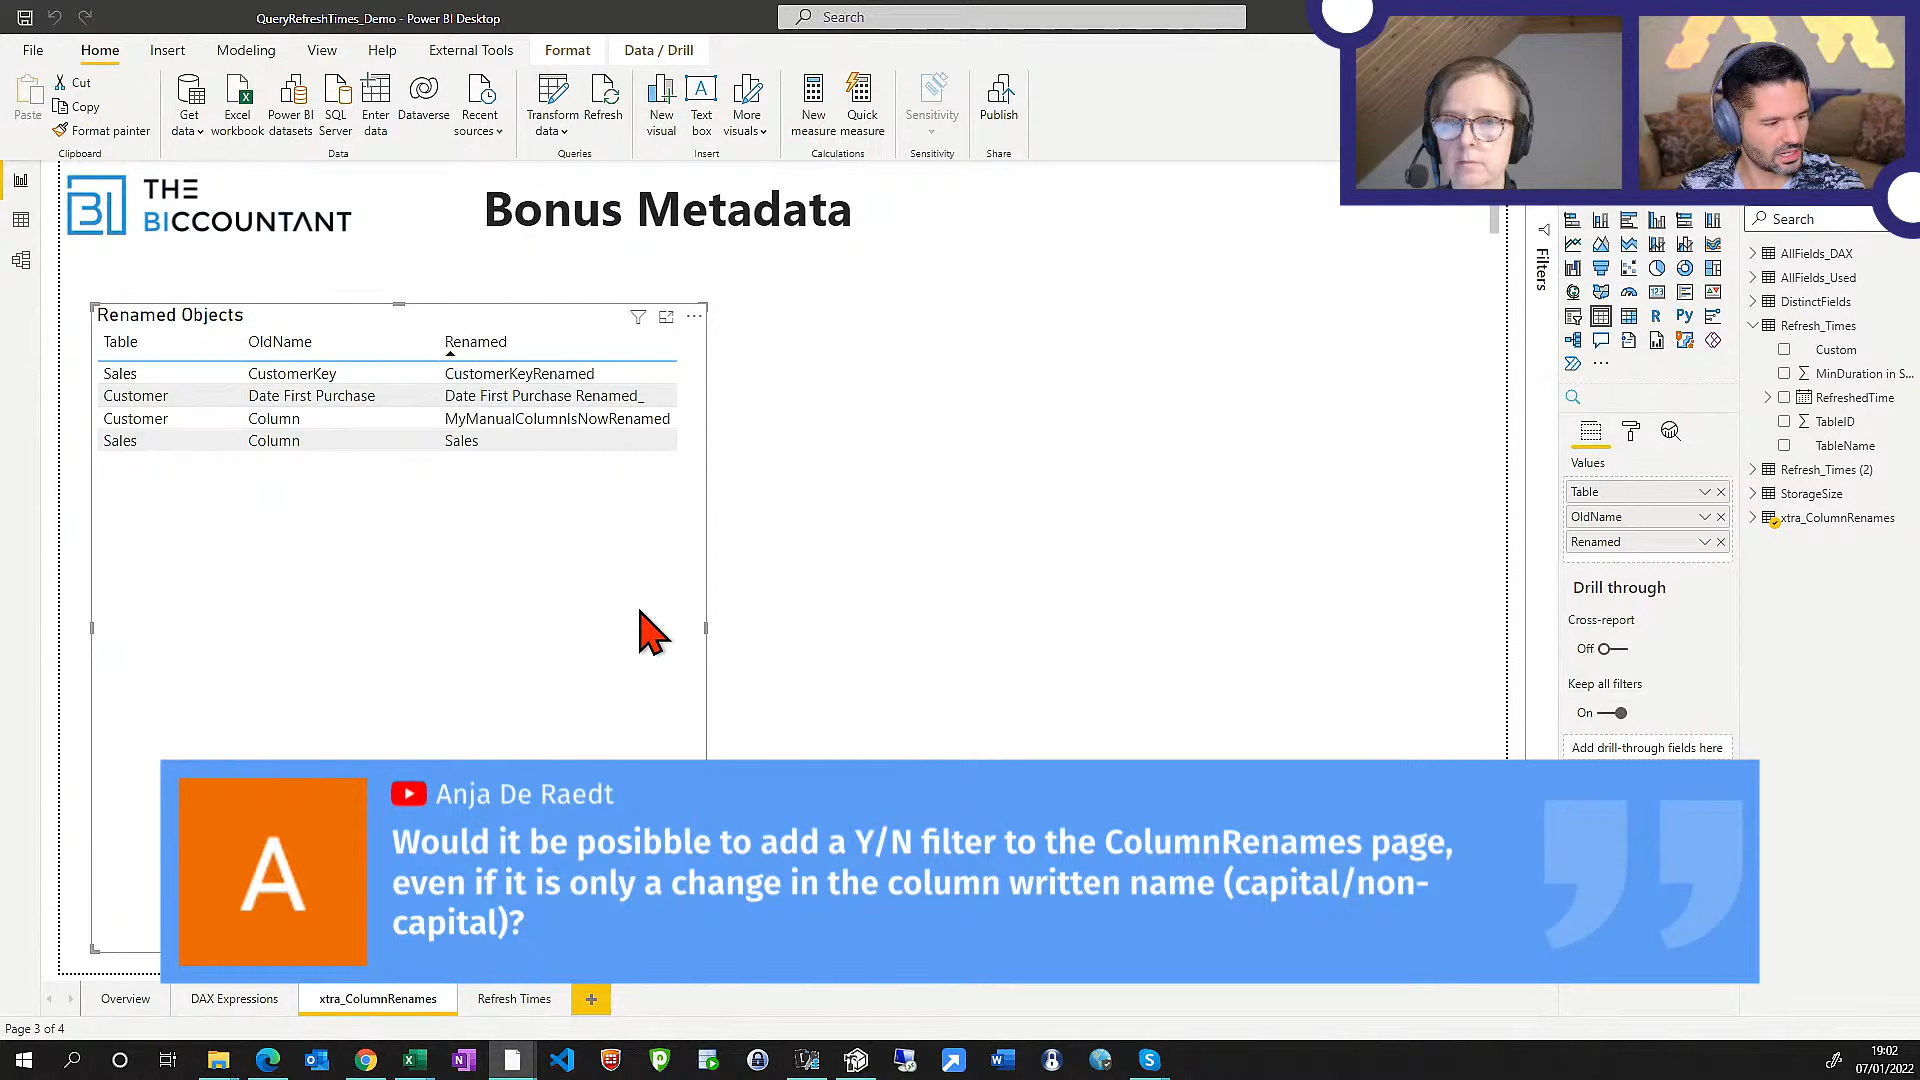 QueryRefreshTimes_Demo - Power BI Desktop
Search
File Home Insert Modeling View Help External Tools Format Data / Drill
Paste
Cut
Copy
Format painter
Clipboard
Get data
Excel workbook
Power BI datasets
SQL Server
Enter data
Dataverse
Recent sources
Data
Transform data
Refresh
Queries
New visual
Text box
More visuals
Insert
New measure
Quick measure
Calculations
Sensitivity
Sensitivity
Publish
Share
THE
BICCOUNTANT
Bonus Metadata
Renamed Objects
Table OldName Renamed
Sales CustomerKey CustomerKeyRenamed
Customer Date First Purchase Date First Purchase Renamed_
Customer Column MyManualColumnIsNowRenamed
Sales Column Sales
Filters
Values
Table
OldName
Renamed
Drill through
Cross-report
Off
Keep all filters
On
Add drill-through fields here
Search
AllFields_DAX
AllFields_Used
DistinctFields
Refresh_Times
Custom
MinDuration in S...
RefreshedTime
TableID
TableName
Refresh_Times (2)
StorageSize
xtra_ColumnRenames
A
Anja De Raedt
Would it be posibble to add a Y/N filter to the ColumnRenames page,
even if it is only a change in the column written name (capital/non-
capital)?
Overview DAX Expressions xtra_ColumnRenames Refresh Times
Page 3 of 4
19:02
07/01/2022